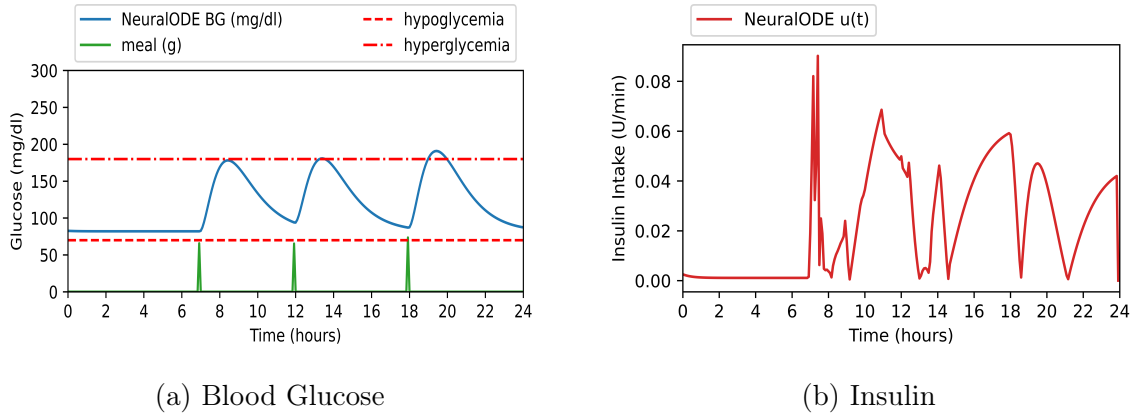 NeuralODE BG (mg/dl)
meal (g)
hypoglycemia
hyperglycemia
Glucose (mg/dl)
300
250
200
150
100
50
0
0 2 4 6 8 10 12 14 16 18 20 22 24
Time (hours)
(a) Blood Glucose
NeuralODE u(t)
Insulin Intake (U/min)
0.08
0.06
0.04
0.02
0.00
0 2 4 6 8 10 12 14 16 18 20 22 24
Time (hours)
(b) Insulin